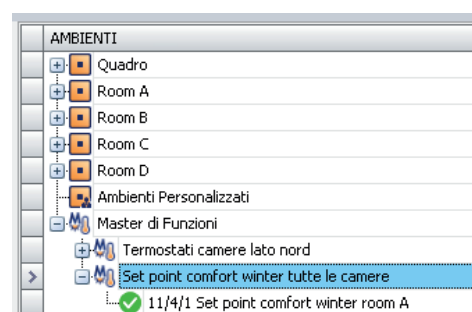 AMBIENTI
Quadro
Room A
Room B
Room C
Room D
Ambienti Personalizzati
Master di Funzioni
Termostati camere lato nord
Set point comfort winter tutte le camere
11/4/1 Set point comfort winter room A